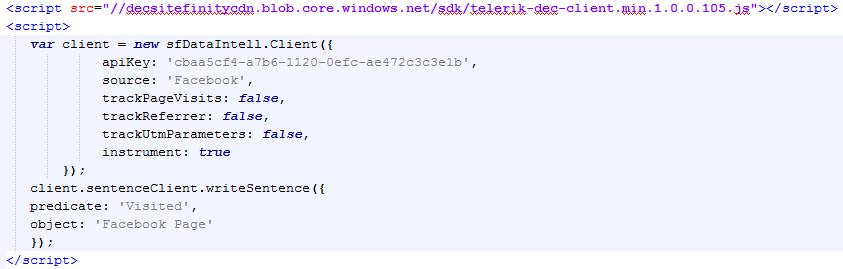 <script src="//decsitefinitycdn.blob.core.windows.net/sdk/telerik-dec-client.min.1.0.0.105.js"></script>
<script>
var client = new sfDataIntell.Client({
apiKey: 'cbaa5cf4-a7b6-1120-0efc-ae472c3c3e1b',
source: 'Facebook',
trackPageVisits: false,
trackReferrer: false,
trackUtmParameters: false,
instrument: true
});
client.sentenceClient.writeSentence({
predicate: 'Visited',
object: 'Facebook Page'
});
</script>